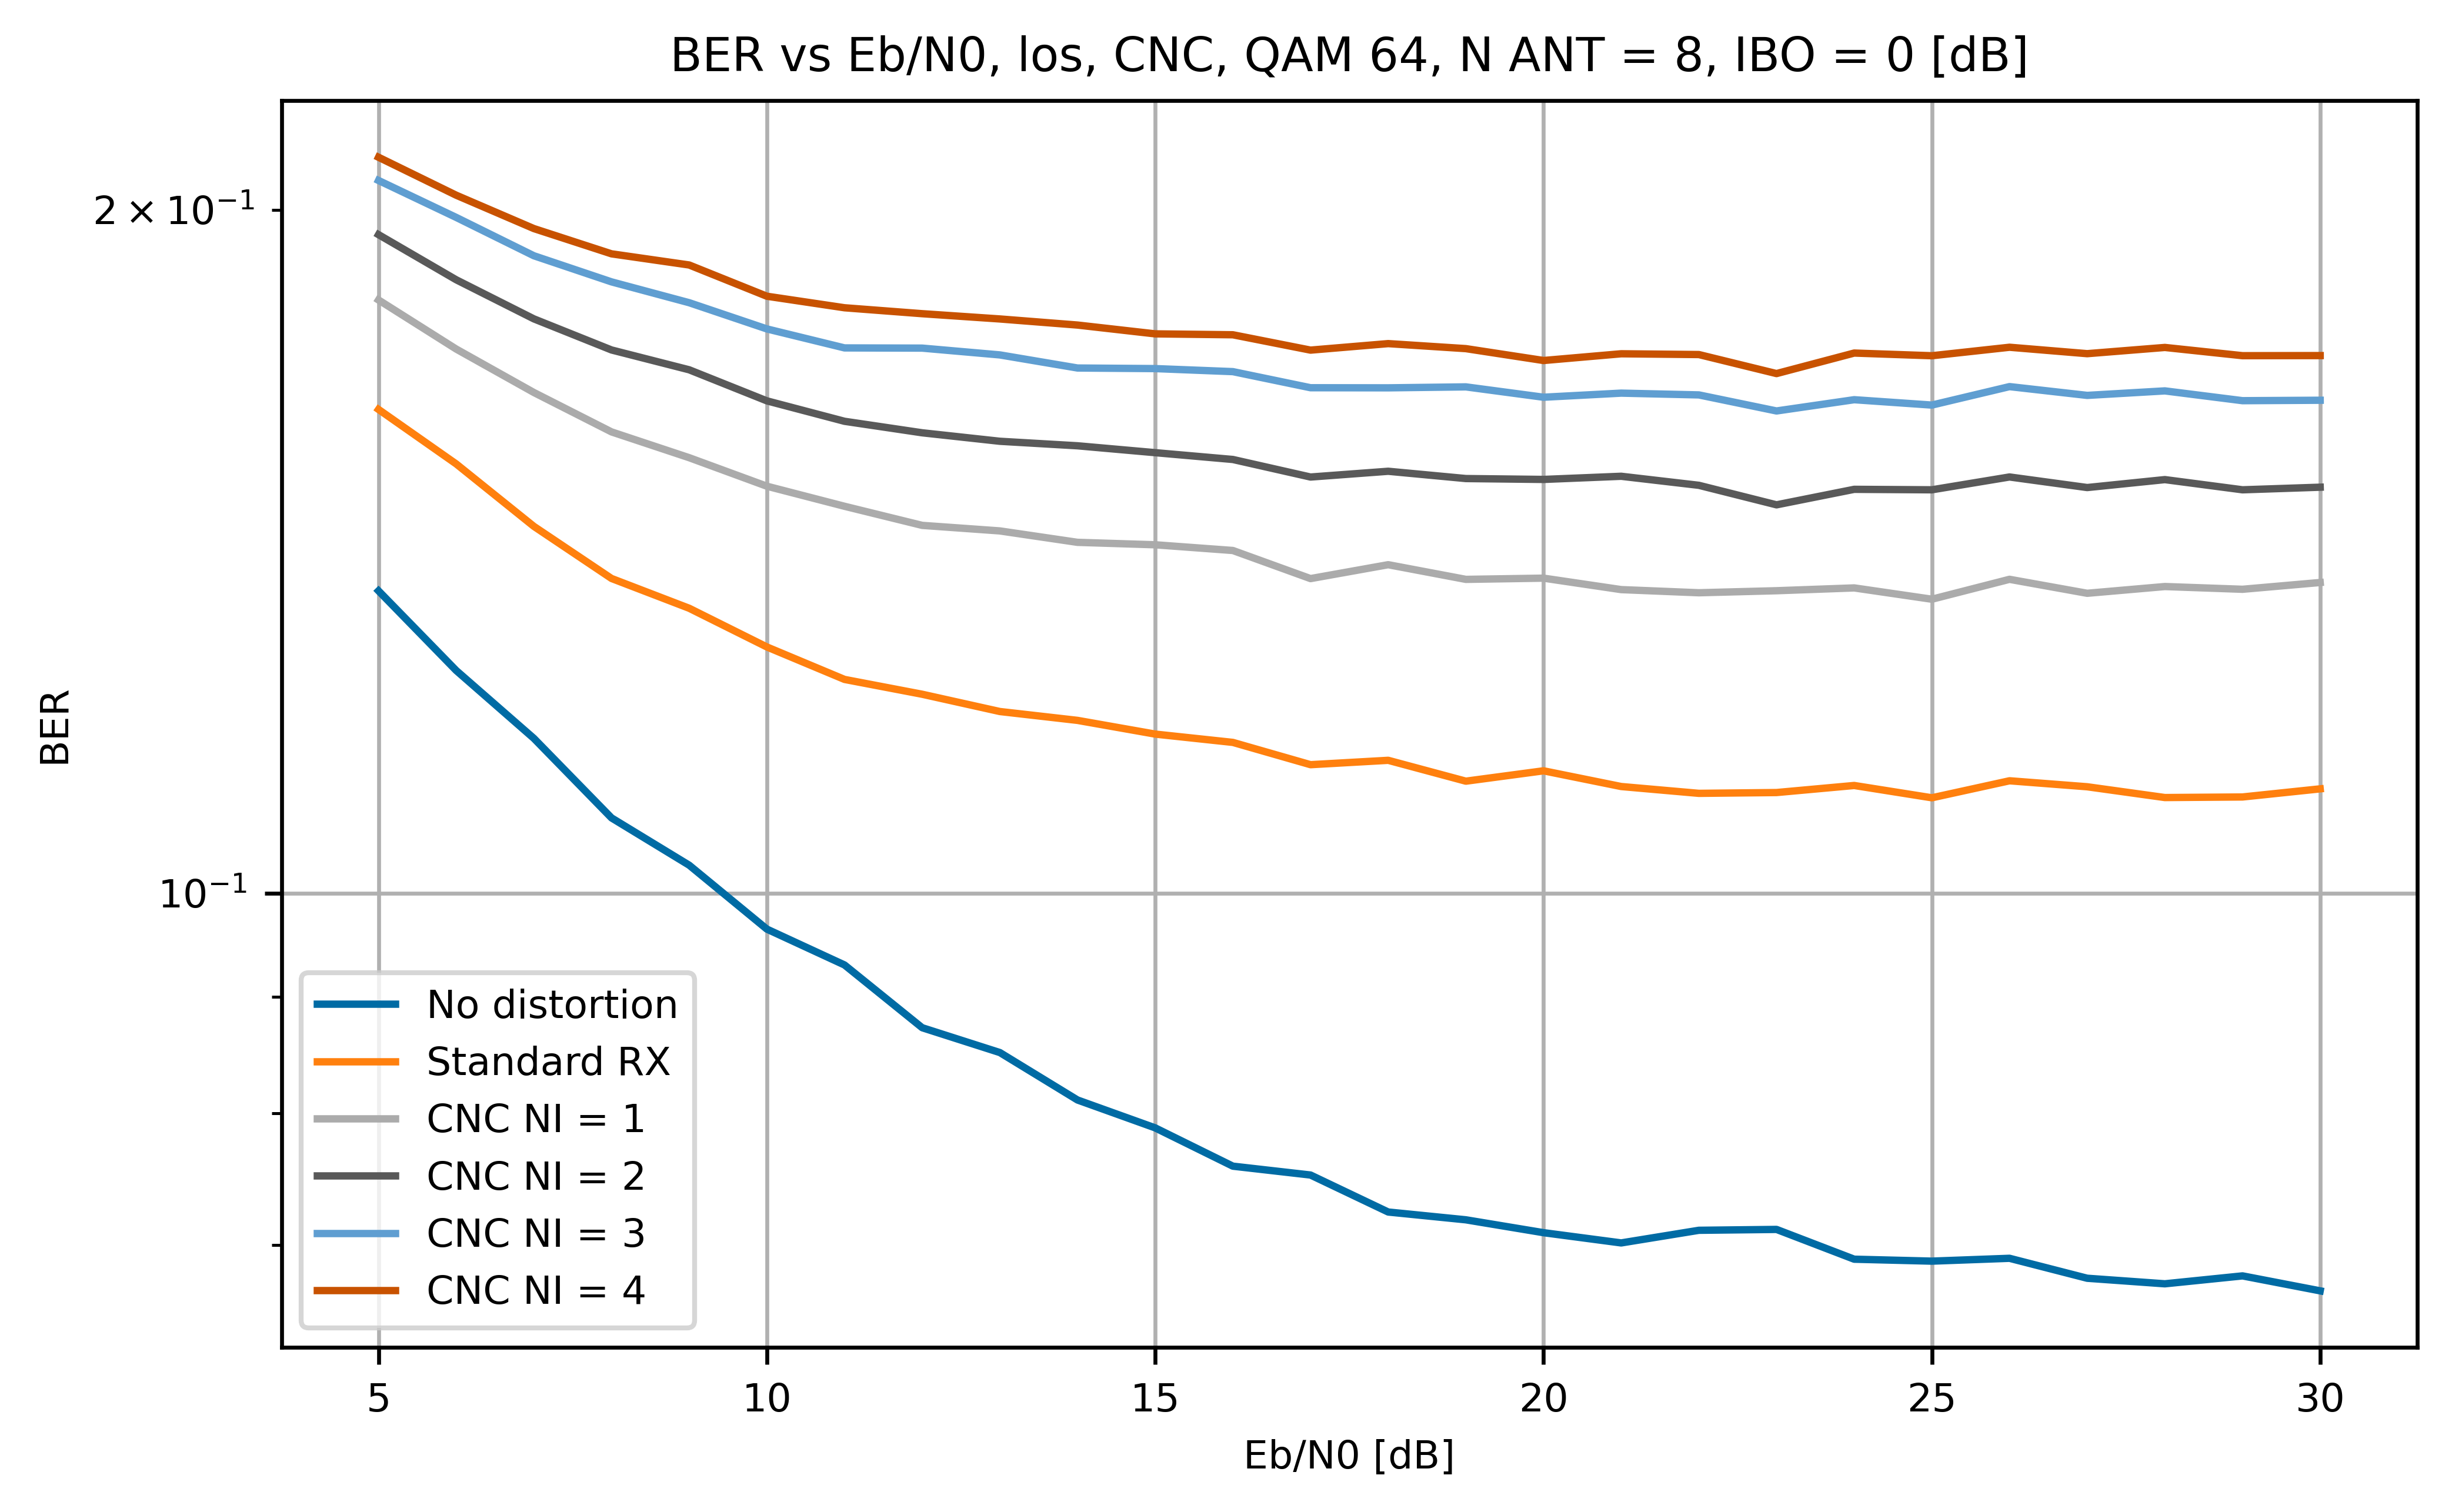 BER vs Eb/N0, los, CNC, QAM 64, N ANT = 8, IBO = 0 [dB]
2 × 10⁻¹
BER
10⁻¹
No distortion
Standard RX
CNC NI = 1
CNC NI = 2
CNC NI = 3
CNC NI = 4
5 10 15 20 25 30
Eb/N0 [dB]